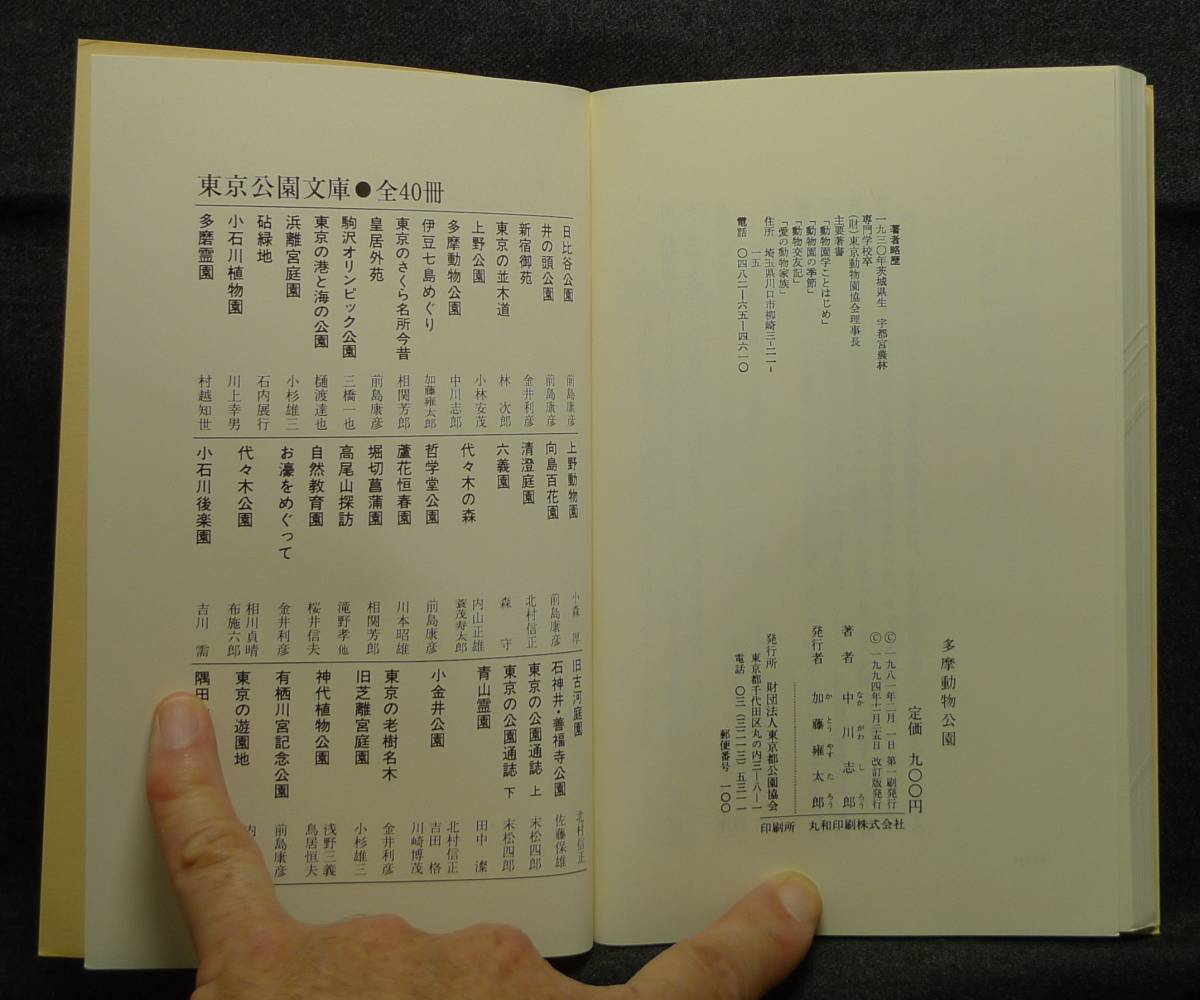 著者略歴
一九三〇年茨城県生　宇都宮農林
専門学校卒
(財)東京動物園協会理事長
主要著書
「動物園学ことはじめ」
「動物園の季節」
「動物交友記」
「愛の動物家族」
住所　埼玉県川口市柳崎三-二一-
一五
電話　〇四八二-六五-四六一〇
多摩動物公園
定価　九〇〇円
©一九八一年二月　一日　第一刷発行
©一九九四年十一月三十五日　改訂版発行
著　者　中川志郎
なか　がわ　し　ろう
発行者　加藤雍太郎
か　とう　やす　た　ろう
発行所　財団法人東京都公園協会
東京都千代田区丸の内三-八-一
電話　〇三(三二一三)五三一一
郵便番号　一〇〇
印刷所　丸和印刷株式会社
東京公園文庫●全40冊
日比谷公園　前島康彦
井の頭公園　前島康彦
新宿御苑　金井利彦
東京の並木道　林　次郎
上野公園　小林安茂
多摩動物公園　中川志郎
伊豆七島めぐり　加藤雍太郎
東京のさくら名所今昔　相関芳郎
皇居外苑　前島康彦
駒沢オリンピック公園　三橋一也
東京の港と海の公園　樋渡達也
浜離宮庭園　小杉雄三
砧緑地　石内展行
小石川植物園　川上幸男
多磨霊園　村越知世
上野動物園　小森　厚
向島百花園　前島康彦
清澄庭園　北村信正
六義園　森　守
代々木の森　内山正雄
蓑茂寿太郎
哲学堂公園　前島康彦
蘆花恒春園　川本昭雄
堀切菖蒲園　相関芳郎
高尾山探訪　滝野孝他
自然教育園　桜井信夫
お濠をめぐって　金井利彦
代々木公園　相川貞晴
布施六郎
小石川後楽園　吉川　需
旧古河庭園　北村信正
石神井・善福寺公園　佐藤保雄
東京の公園通誌　上　末松四郎
東京の公園通誌　下　末松四郎
青山霊園　田中　澄
小金井公園　北村信正
吉田　格
川崎博茂
東京の老樹名木　金井利彦
旧芝離宮庭園　小杉雄三
神代植物公園　浅野三義
鳥居恒夫
有栖川宮記念公園　前島康彦
東京の遊園地　内
隅田